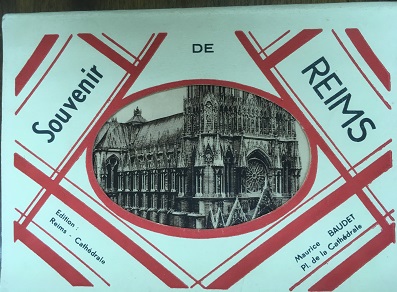 Souvenir
DE
REIMS
Edition :
Reims - Cathédrale
Maurice BAUDET
Pl. de la Cathédrale